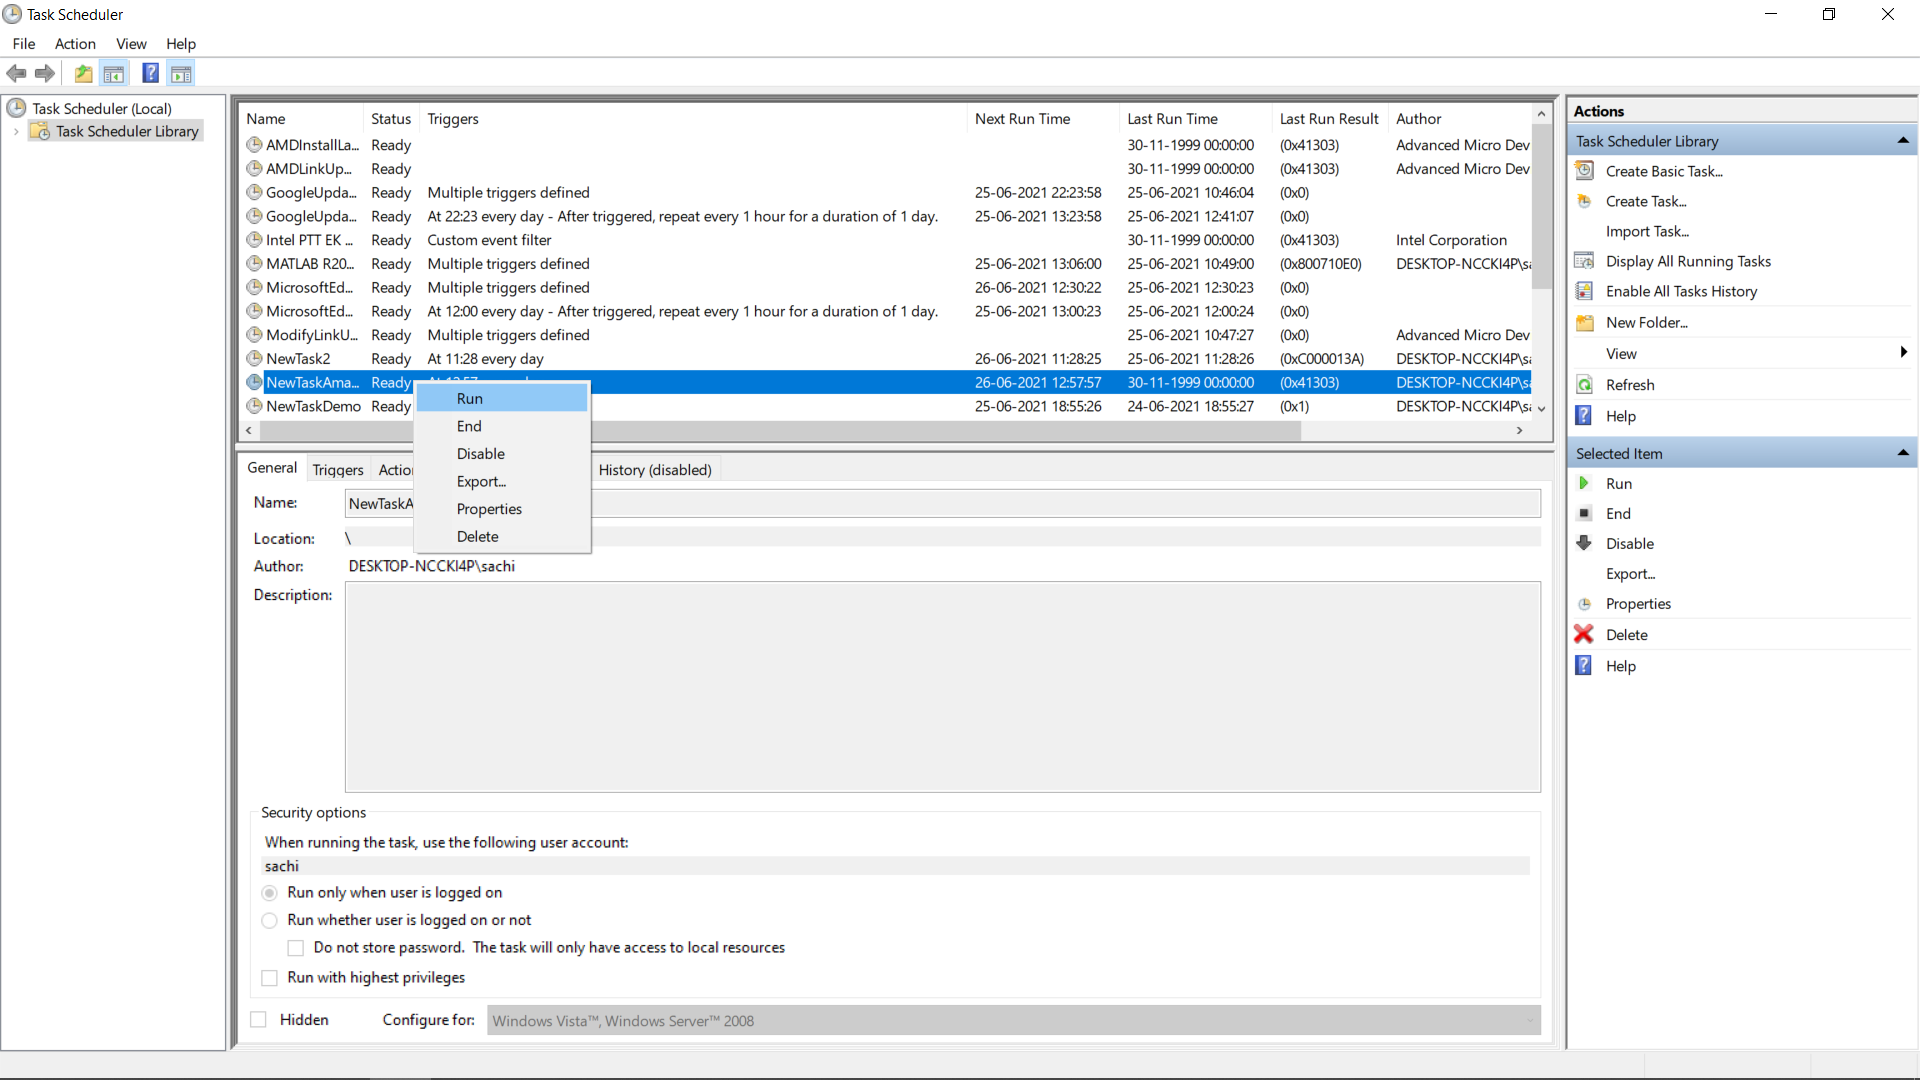 Task Scheduler
File Action View Help
Task Scheduler (Local)
Task Scheduler Library
Name Status Triggers Next Run Time Last Run Time Last Run Result Author
AMDInstallLa... Ready 30-11-1999 00:00:00 (0x41303) Advanced Micro Dev
AMDLinkUp... Ready 30-11-1999 00:00:00 (0x41303) Advanced Micro Dev
GoogleUpda... Ready Multiple triggers defined 25-06-2021 22:23:58 25-06-2021 10:46:04 (0x0)
GoogleUpda... Ready At 22:23 every day - After triggered, repeat every 1 hour for a duration of 1 day. 25-06-2021 13:23:58 25-06-2021 12:41:07 (0x0)
Intel PTT EK ... Ready Custom event filter 30-11-1999 00:00:00 (0x41303) Intel Corporation
MATLAB R20... Ready Multiple triggers defined 25-06-2021 13:06:00 25-06-2021 10:49:00 (0x800710E0) DESKTOP-NCCKI4P\sa
MicrosoftEd... Ready Multiple triggers defined 26-06-2021 12:30:22 25-06-2021 12:30:23 (0x0)
MicrosoftEd... Ready At 12:00 every day - After triggered, repeat every 1 hour for a duration of 1 day. 25-06-2021 13:00:23 25-06-2021 12:00:24 (0x0)
ModifyLinkU... Ready Multiple triggers defined 25-06-2021 10:47:27 (0x0) Advanced Micro Dev
NewTask2 Ready At 11:28 every day 26-06-2021 11:28:25 25-06-2021 11:28:26 (0xC000013A) DESKTOP-NCCKI4P\sa
NewTaskAma... Ready 26-06-2021 12:57:57 30-11-1999 00:00:00 (0x41303) DESKTOP-NCCKI4P\sa
NewTaskDemo Ready 25-06-2021 18:55:26 24-06-2021 18:55:27 (0x1) DESKTOP-NCCKI4P\sa
Run
End
Disable
Export...
Properties
Delete
General Triggers Action History (disabled)
Name: NewTaskA
Location: \
Author: DESKTOP-NCCKI4P\sachi
Description:
Security options
When running the task, use the following user account:
sachi
Run only when user is logged on
Run whether user is logged on or not
Do not store password. The task will only have access to local resources
Run with highest privileges
Hidden Configure for: Windows Vista™, Windows Server™ 2008
Actions
Task Scheduler Library
Create Basic Task...
Create Task...
Import Task...
Display All Running Tasks
Enable All Tasks History
New Folder...
View
Refresh
Help
Selected Item
Run
End
Disable
Export...
Properties
Delete
Help